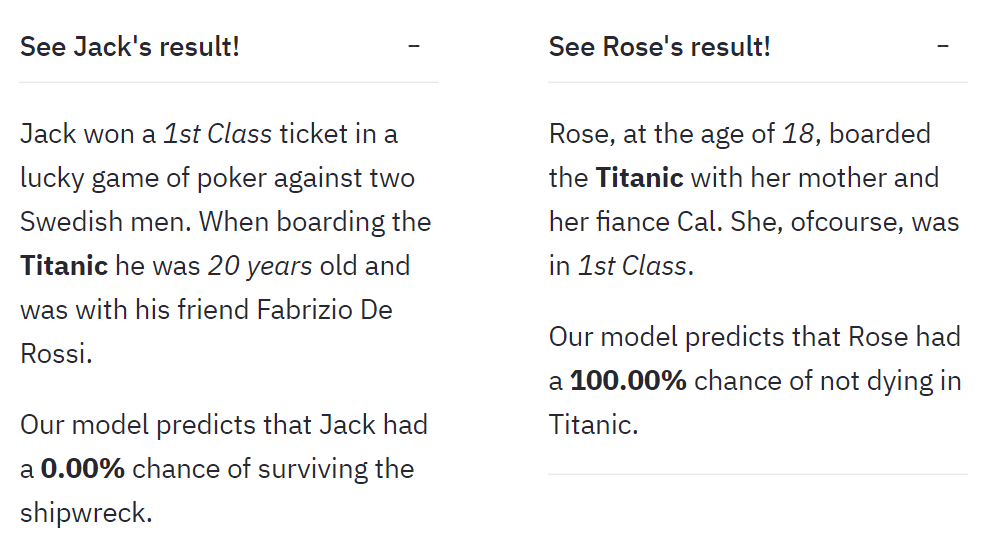 See Jack's result!
–
Jack won a 1st Class ticket in a
lucky game of poker against two
Swedish men. When boarding the
Titanic he was 20 years old and
was with his friend Fabrizio De
Rossi.
Our model predicts that Jack had
a 0.00% chance of surviving the
shipwreck.
See Rose's result!
–
Rose, at the age of 18, boarded
the Titanic with her mother and
her fiance Cal. She, ofcourse, was
in 1st Class.
Our model predicts that Rose had
a 100.00% chance of not dying in
Titanic.